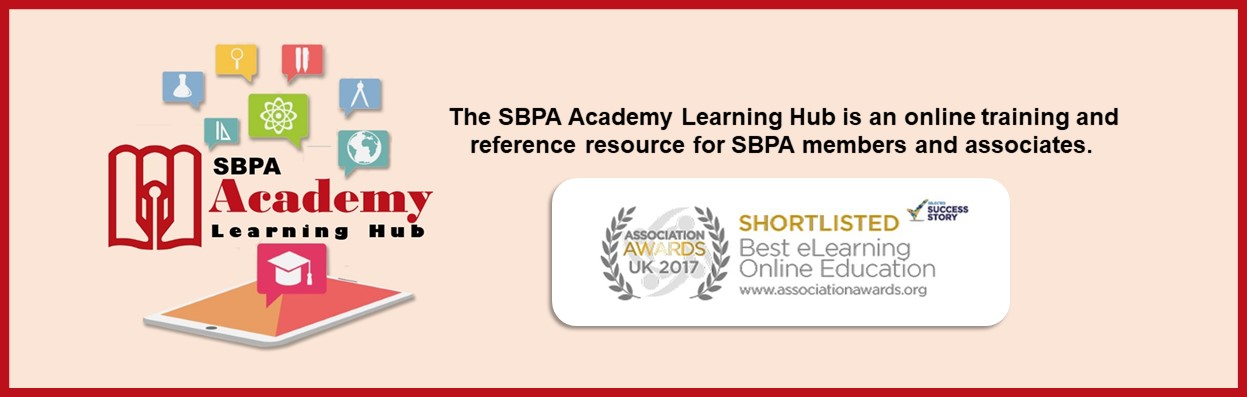 SBPA
Academy
Learning Hub
The SBPA Academy Learning Hub is an online training and
reference resource for SBPA members and associates.
ASSOCIATION
AWARDS
UK 2017
SHORTLISTED
Best eLearning
Online Education
www.associationawards.org
SUCCESS
STORY